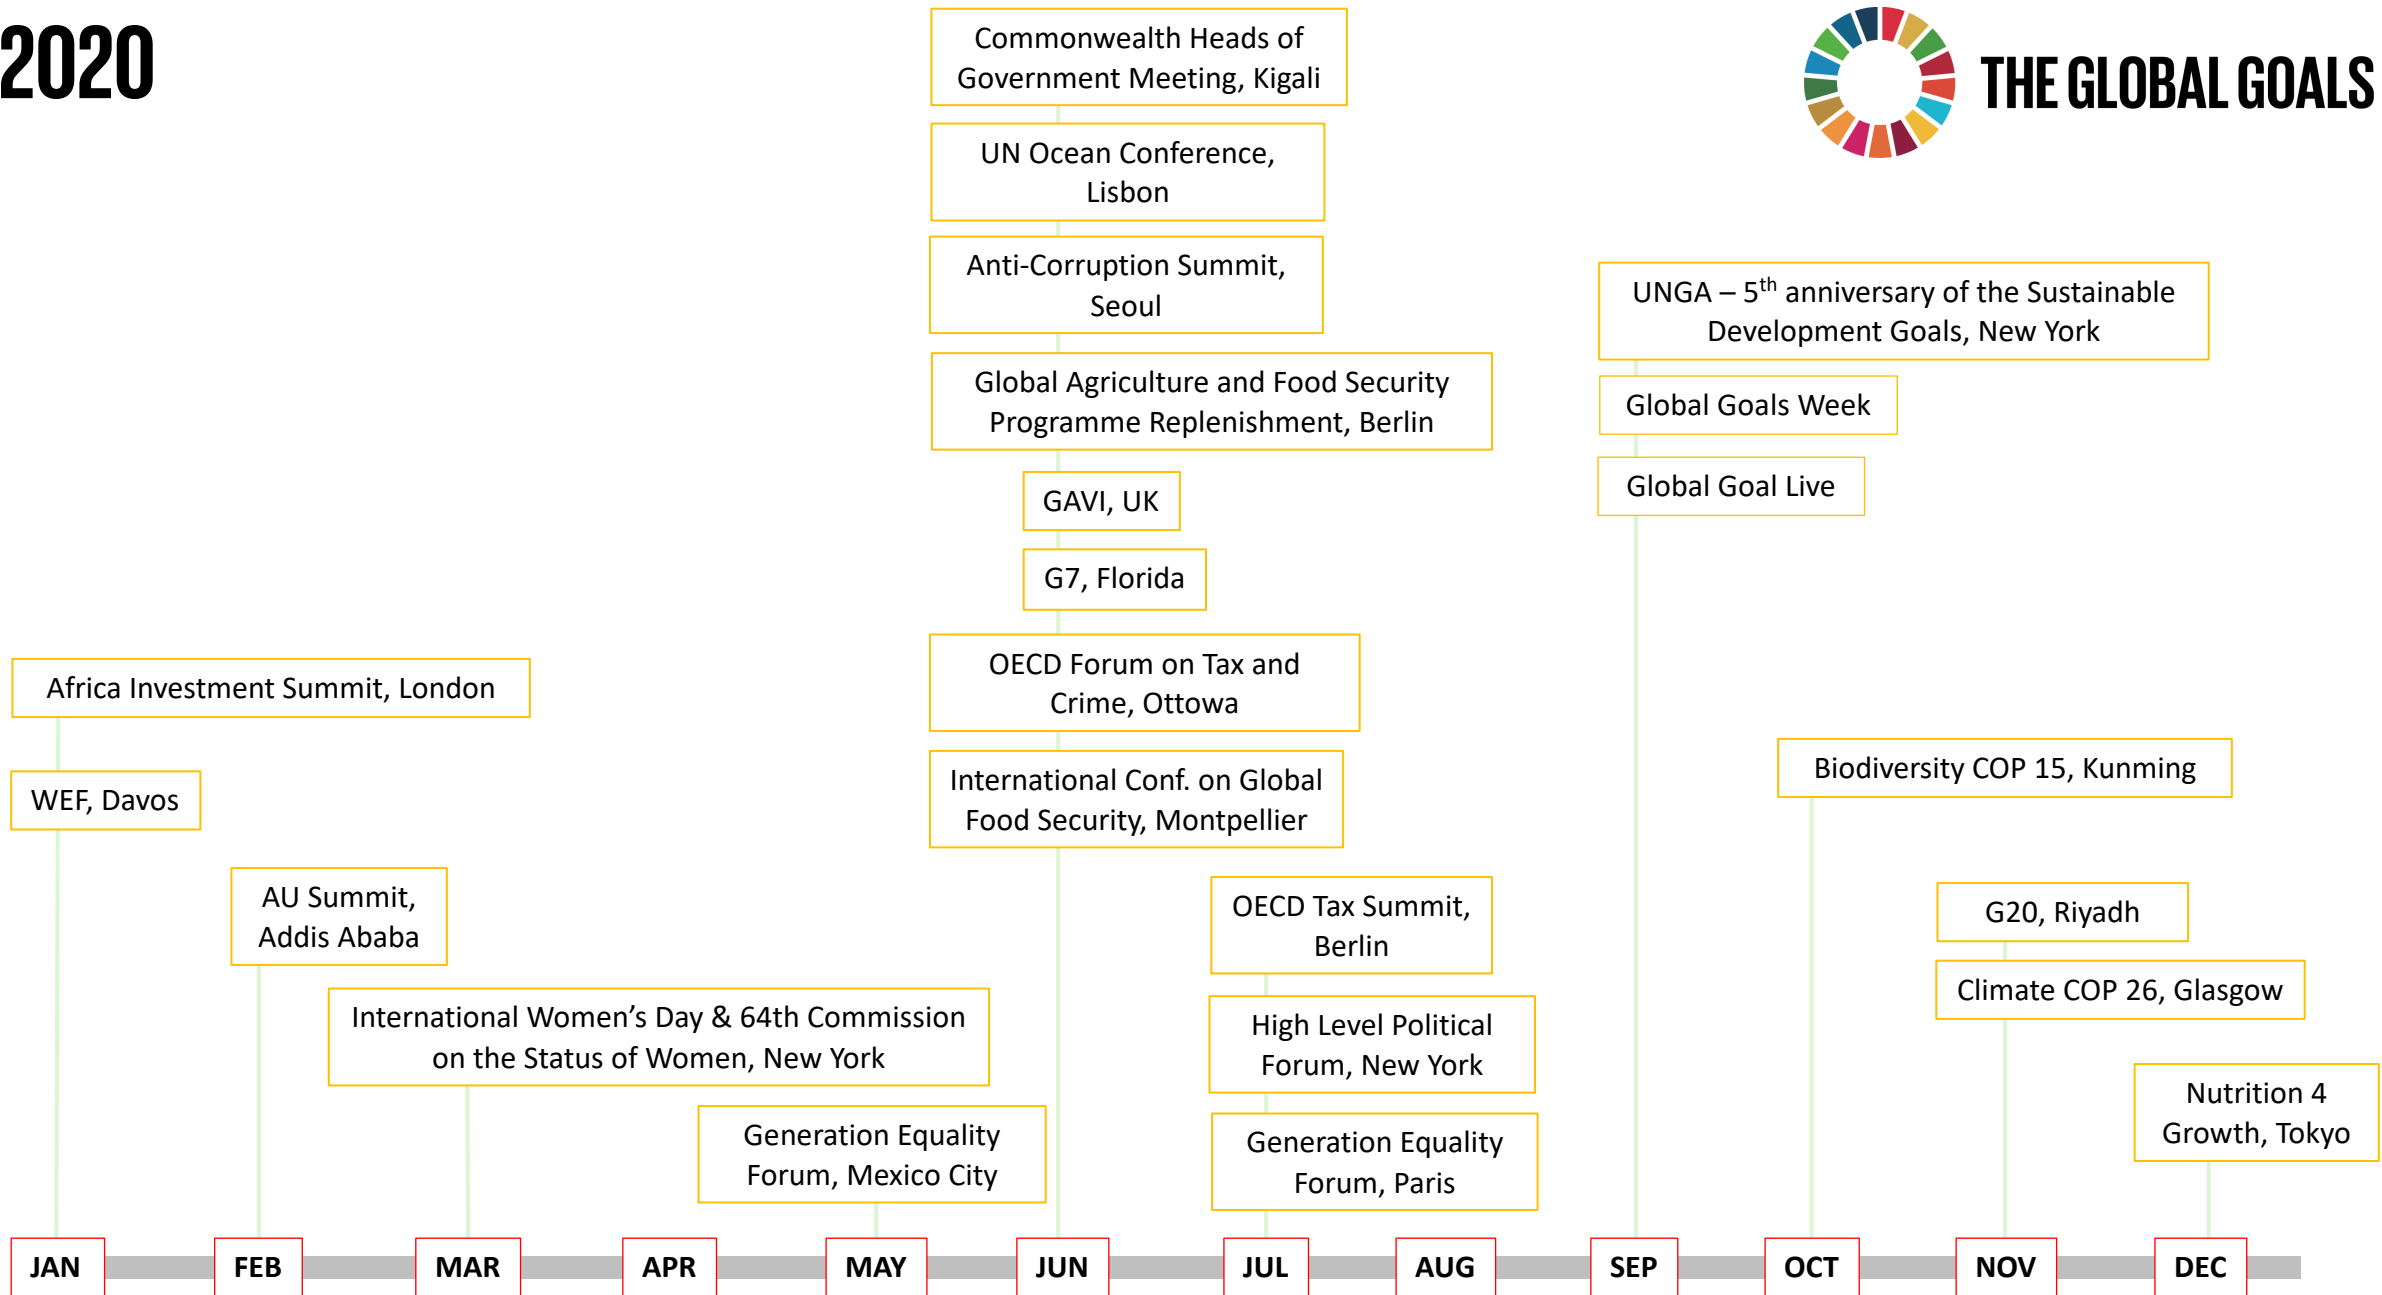 2020
THE GLOBAL GOALS
Commonwealth Heads of
Government Meeting, Kigali
UN Ocean Conference,
Lisbon
Anti-Corruption Summit,
Seoul
Global Agriculture and Food Security
Programme Replenishment, Berlin
GAVI, UK
G7, Florida
OECD Forum on Tax and
Crime, Ottowa
International Conf. on Global
Food Security, Montpellier
UNGA – 5th anniversary of the Sustainable
Development Goals, New York
Global Goals Week
Global Goal Live
Africa Investment Summit, London
WEF, Davos
AU Summit,
Addis Ababa
International Women’s Day & 64th Commission
on the Status of Women, New York
Generation Equality
Forum, Mexico City
OECD Tax Summit,
Berlin
High Level Political
Forum, New York
Generation Equality
Forum, Paris
Biodiversity COP 15, Kunming
G20, Riyadh
Climate COP 26, Glasgow
Nutrition 4
Growth, Tokyo
JAN FEB MAR APR MAY JUN JUL AUG SEP OCT NOV DEC